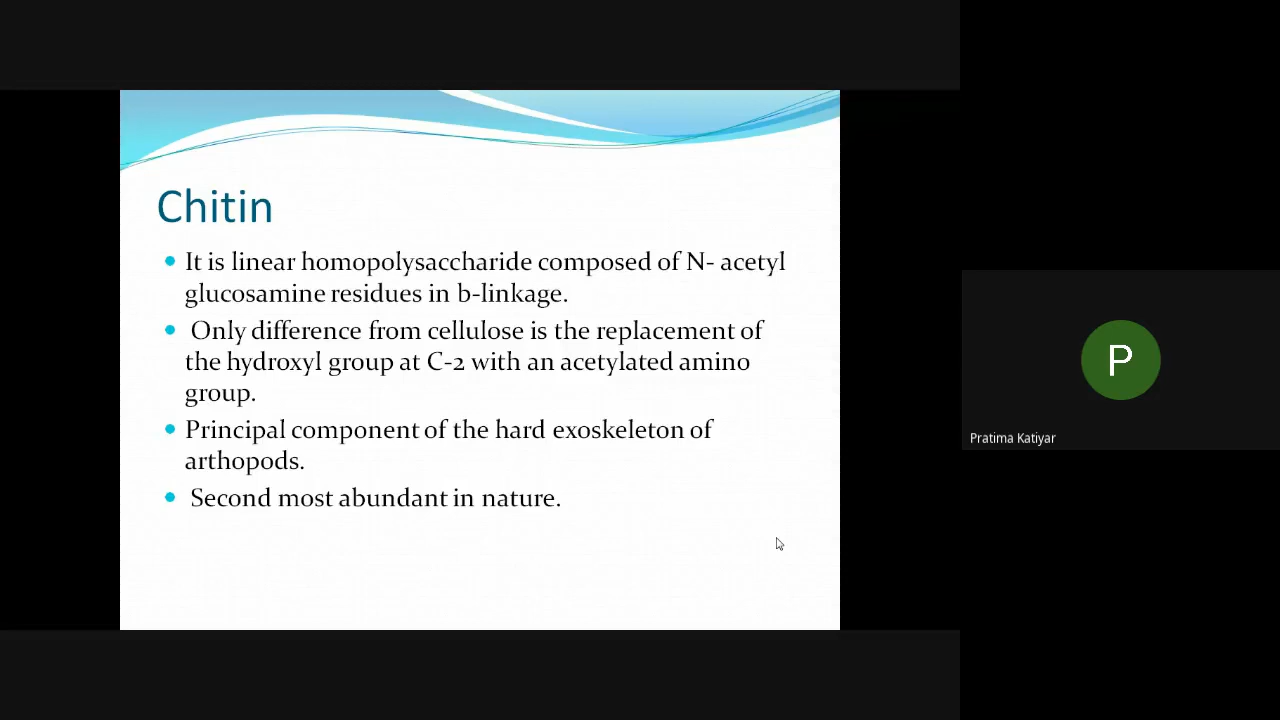 Chitin
It is linear homopolysaccharide composed of N- acetyl
glucosamine residues in b-linkage.
Only difference from cellulose is the replacement of
the hydroxyl group at C-2 with an acetylated amino
group.
Principal component of the hard exoskeleton of
arthopods.
Second most abundant in nature.
P
Pratima Katiyar